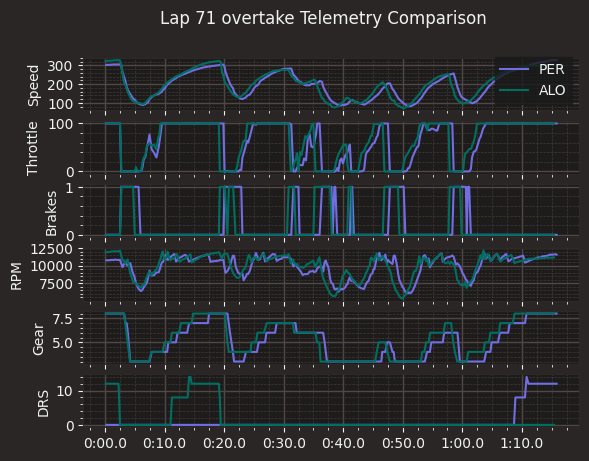 Lap 71 overtake Telemetry Comparison
Speed
300
200
100
PER
ALO
Throttle
100
0
Brakes
1
0
RPM
12500
10000
7500
Gear
7.5
5.0
DRS
10
0
0:00.0 0:10.0 0:20.0 0:30.0 0:40.0 0:50.0 1:00.0 1:10.0